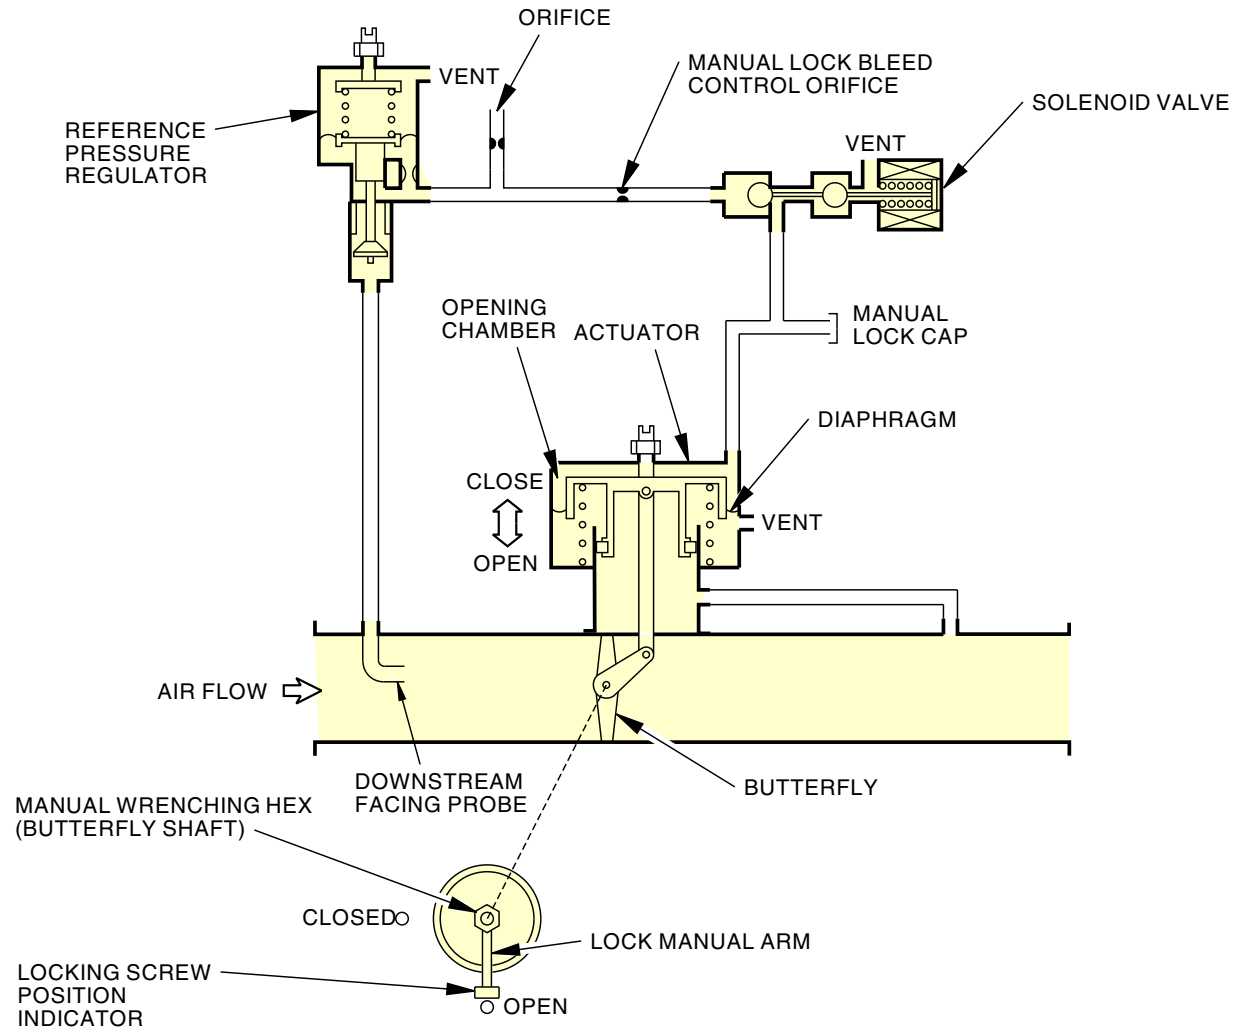 ORIFICE
MANUAL LOCK BLEED
CONTROL ORIFICE
VENT
SOLENOID VALVE
REFERENCE
PRESSURE
REGULATOR
VENT
OPENING
CHAMBER
ACTUATOR
MANUAL
LOCK CAP
DIAPHRAGM
CLOSE
OPEN
VENT
AIR FLOW
DOWNSTREAM
FACING PROBE
BUTTERFLY
MANUAL WRENCHING HEX
(BUTTERFLY SHAFT)
CLOSED
LOCK MANUAL ARM
LOCKING SCREW
POSITION
INDICATOR
OPEN